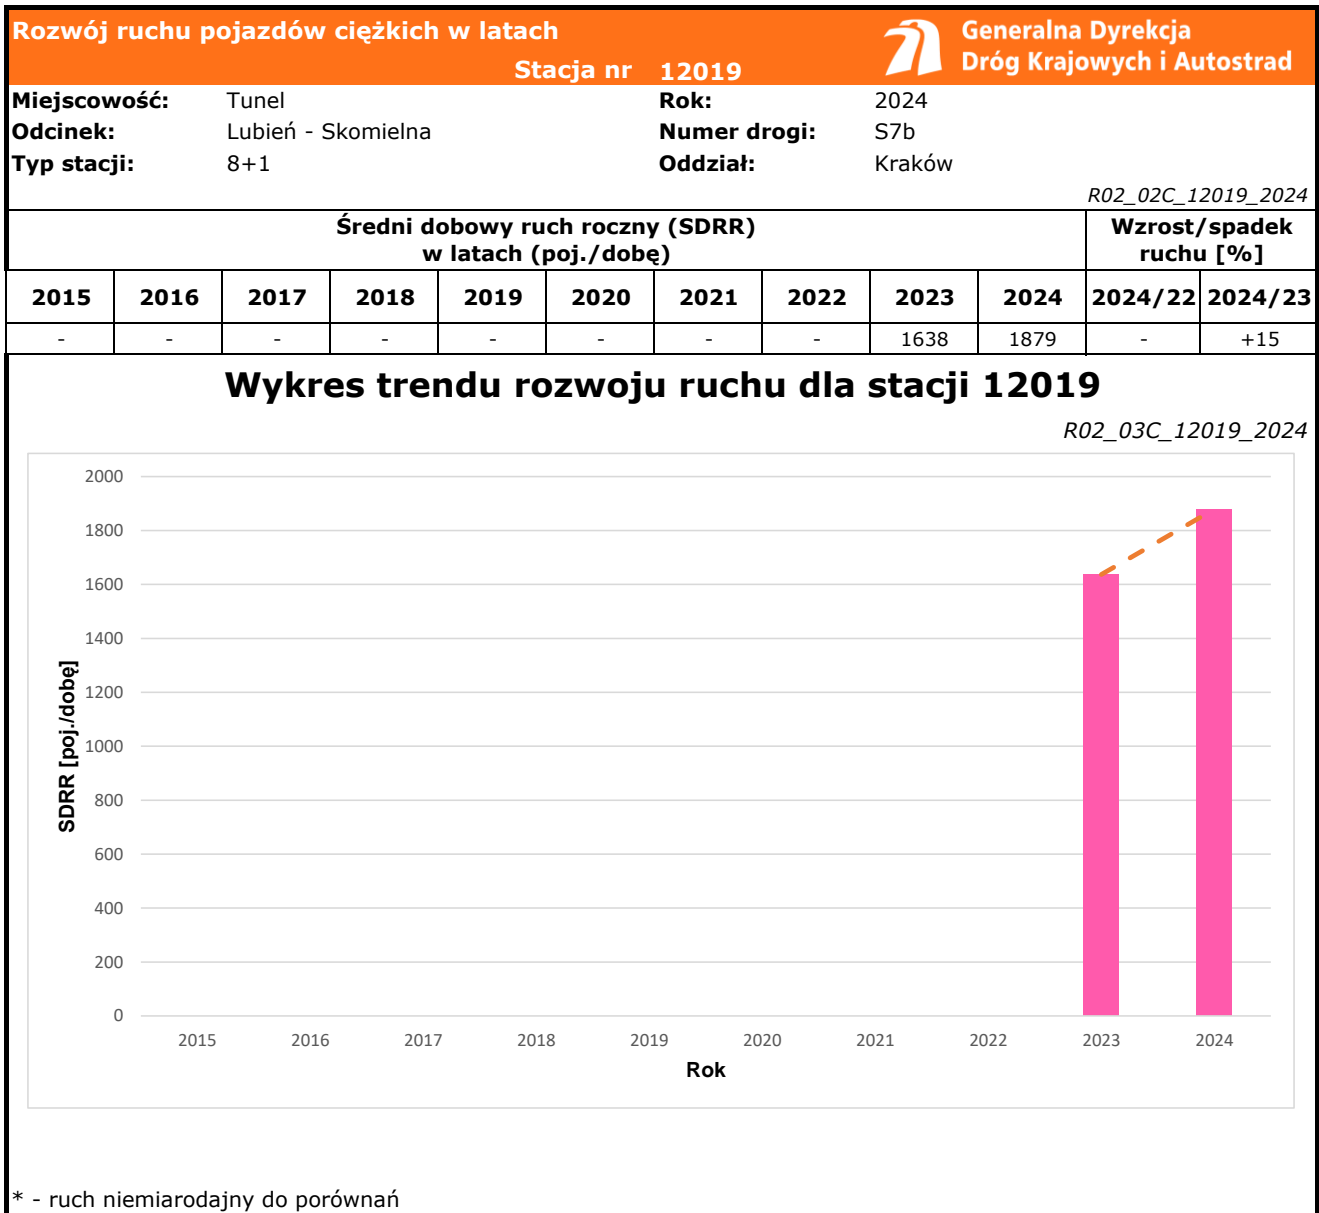 Rozwój ruchu pojazdów ciężkich w latach
Stacja nr 12019
Generalna Dyrekcja
Dróg Krajowych i Autostrad
Miejscowość: Tunel Rok: 2024
Odcinek: Lubień - Skomielna Numer drogi: S7b
Typ stacji: 8+1 Oddział: Kraków
R02_02C_12019_2024
Średni dobowy ruch roczny (SDRR)
w latach (poj./dobę)
Wzrost/spadek
ruchu [%]
2015 2016 2017 2018 2019 2020 2021 2022 2023 2024 2024/22 2024/23
- - - - - - - - 1638 1879 - +15
Wykres trendu rozwoju ruchu dla stacji 12019
R02_03C_12019_2024
SDRR [poj./dobę]
2000
1800
1600
1400
1200
1000
800
600
400
200
0
2015 2016 2017 2018 2019 2020 2021 2022 2023 2024
Rok
* - ruch niemiarodajny do porównań